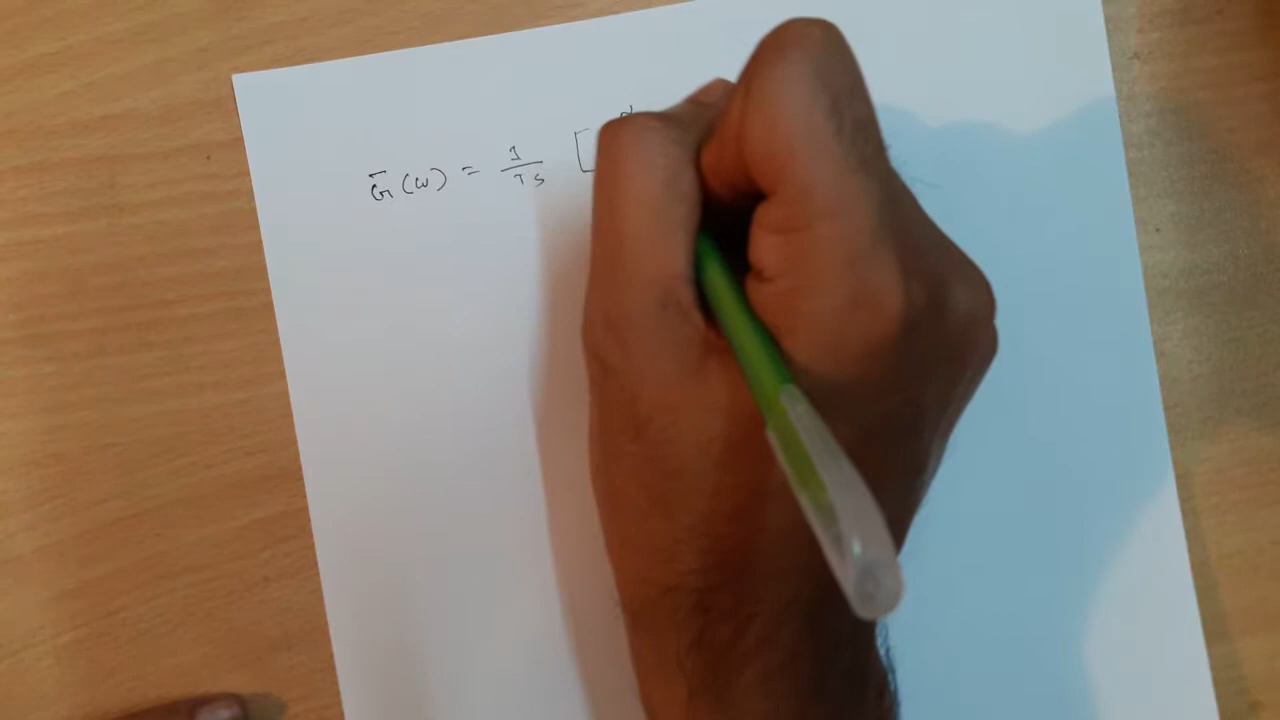 Ḡ(ω) = 1/Ts [